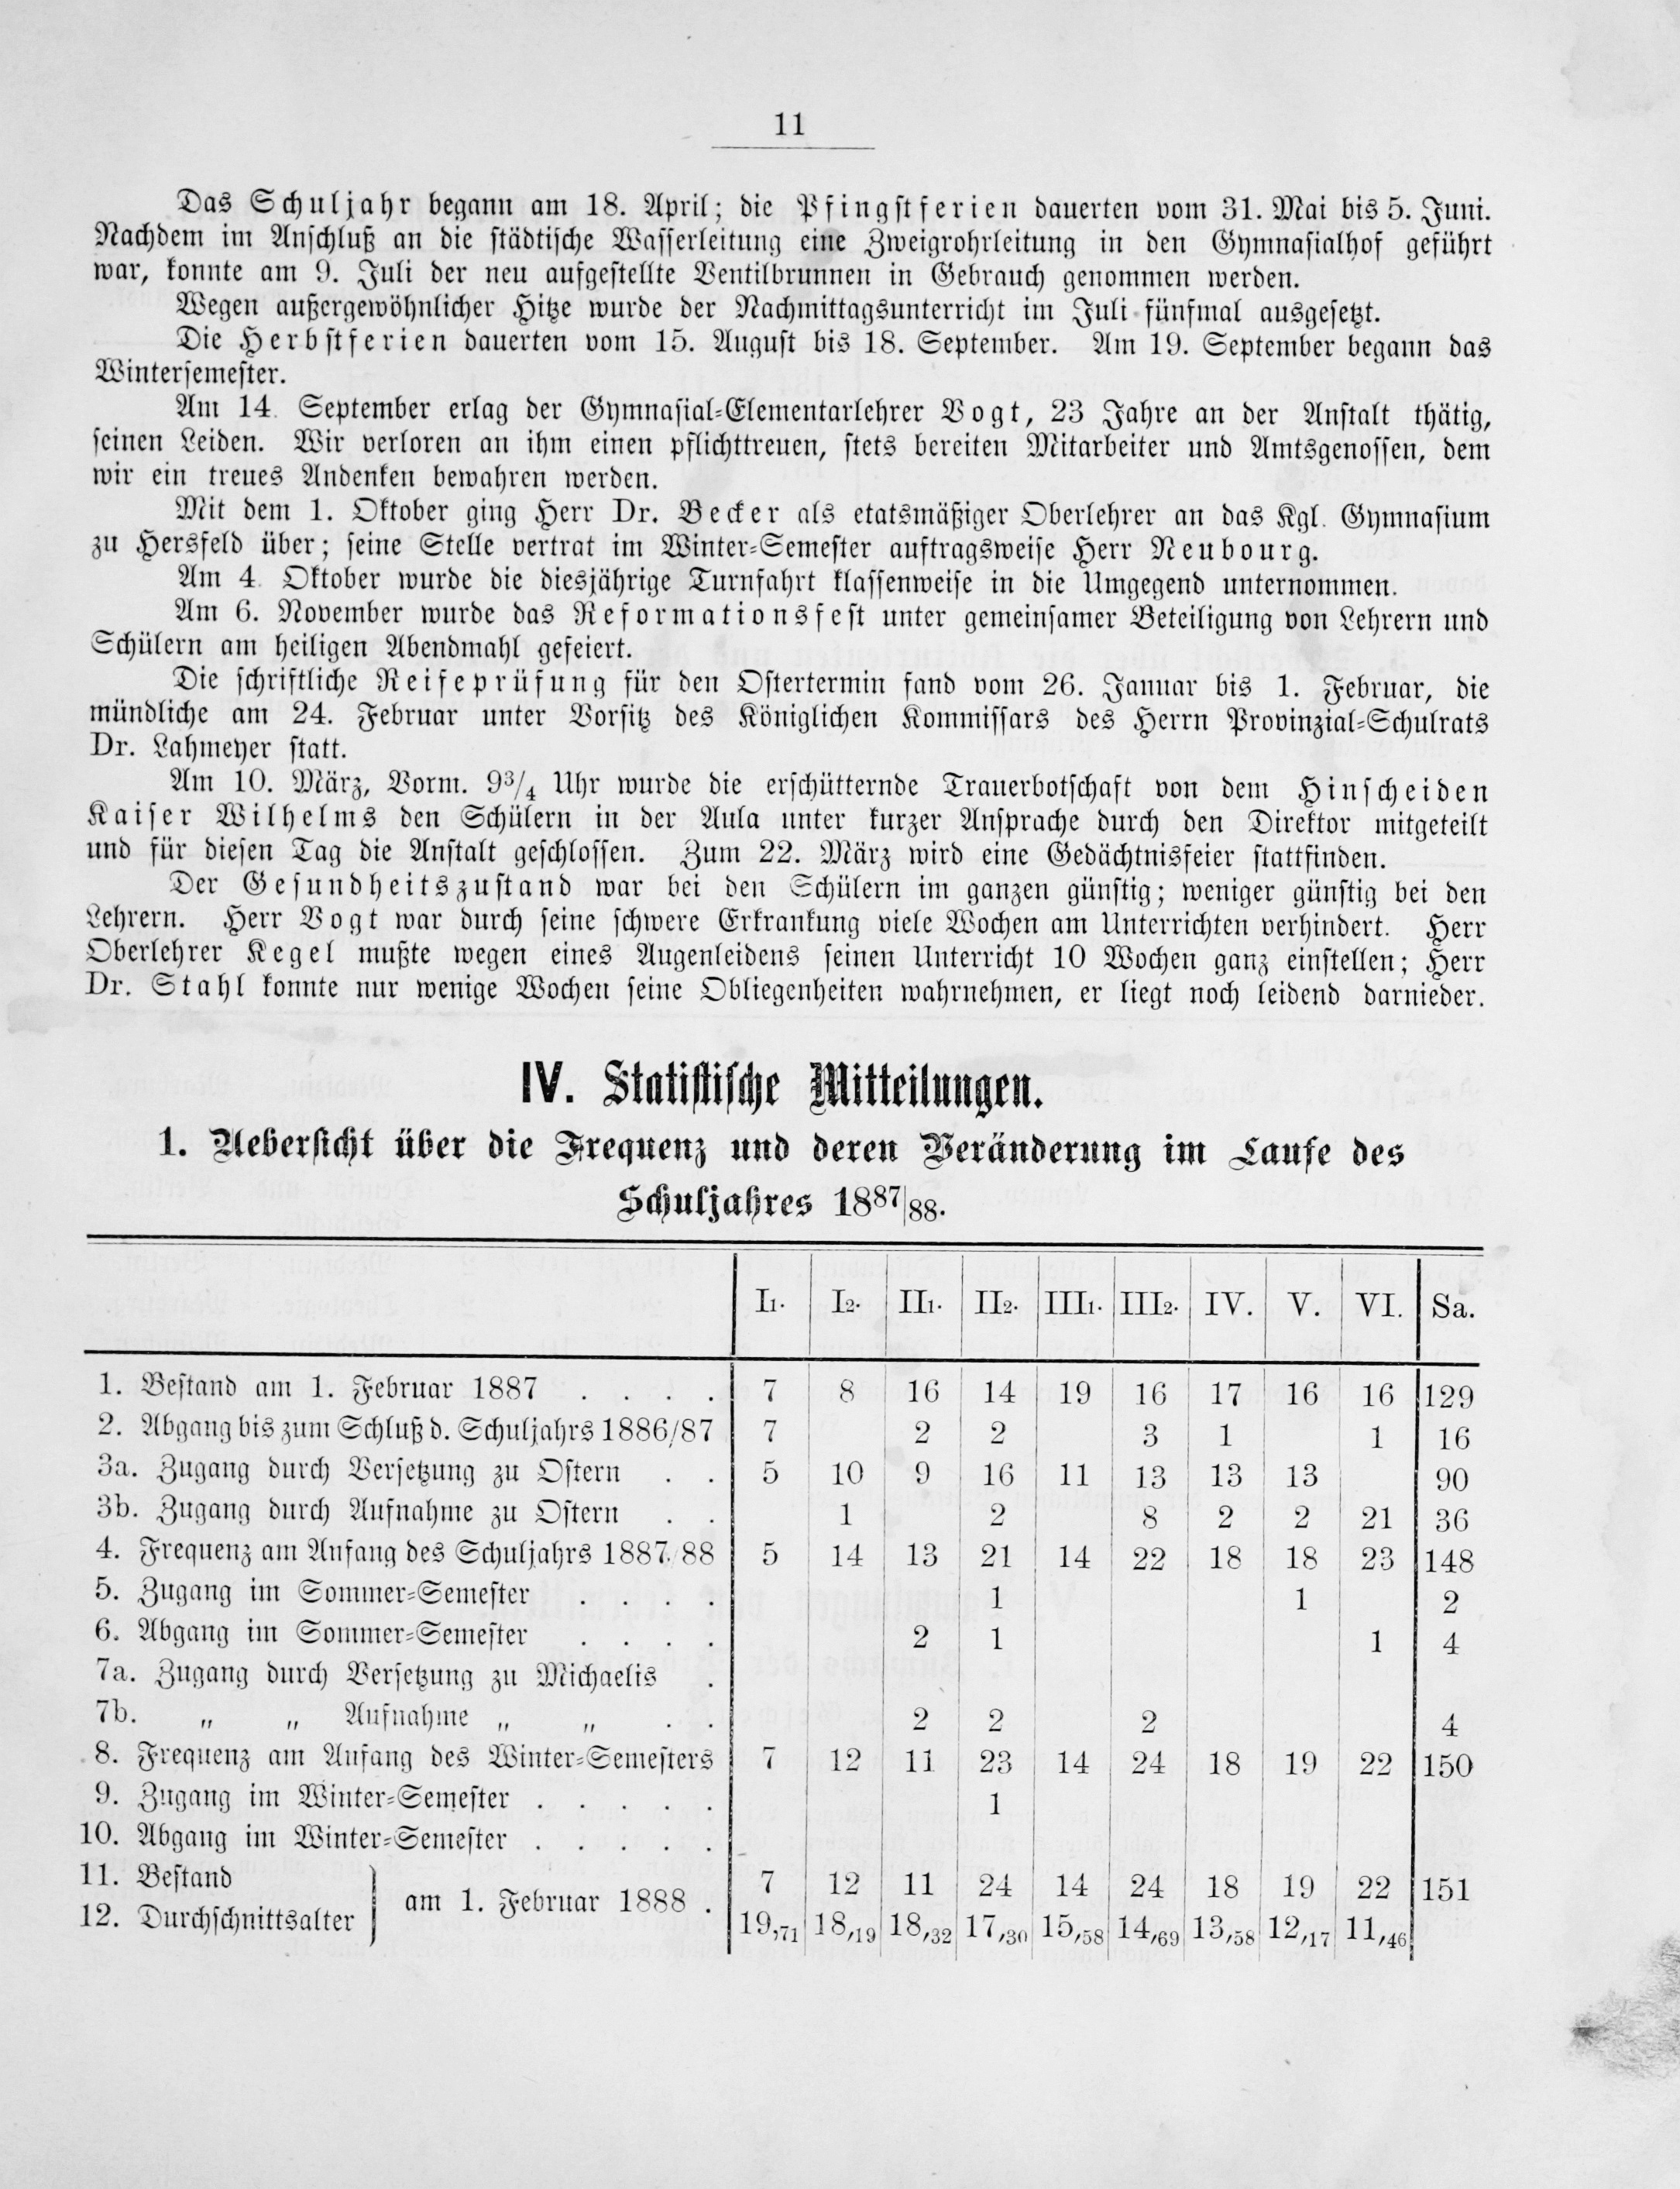 11
Das Schuljahr begann am 18. April; die Pfingstferien dauerten vom 31. Mai bis 5. Juni.
Nachdem im Anschluß an die städtische Wasserleitung eine Zweigrohrleitung in den Gymnasialhof geführt
war, konnte am 9. Juli der neu aufgestellte Ventilbrunnen in Gebrauch genommen werden.
Wegen außergewöhnlicher Hitze wurde der Nachmittagsunterricht im Juli fünfmal ausgesetzt.
Die Herbstferien dauerten vom 15. August bis 18. September. Am 19. September begann das
Wintersemester.
Am 14. September erlag der Gymnasial-Elementarlehrer Vogt, 23 Jahre an der Anstalt thätig,
seinen Leiden. Wir verloren an ihm einen pflichttreuen, stets bereiten Mitarbeiter und Amtsgenossen, dem
wir ein treues Andenken bewahren werden.
Mit dem 1. Oktober ging Herr Dr. Becker als etatsmäßiger Oberlehrer an das Kgl. Gymnasium
zu Hersfeld über; seine Stelle vertrat im Winter-Semester auftragsweise Herr Neubourg.
Am 4. Oktober wurde die diesjährige Turnfahrt klassenweise in die Umgegend unternommen.
Am 6. November wurde das Reformationsfest unter gemeinsamer Beteiligung von Lehrern und
Schülern am heiligen Abendmahl gefeiert.
Die schriftliche Reifeprüfung für den Ostertermin fand vom 26. Januar bis 1. Februar, die
mündliche am 24. Februar unter Vorsitz des Königlichen Kommissars des Herrn Provinzial-Schulrats
Dr. Lahmeyer statt.
Am 10. März, Vorm. 9¾ Uhr wurde die erschütternde Trauerbotschaft von dem Hinscheiden
Kaiser Wilhelms den Schülern in der Aula unter kurzer Ansprache durch den Direktor mitgeteilt
und für diesen Tag die Anstalt geschlossen. Zum 22. März wird eine Gedächtnisfeier stattfinden.
Der Gesundheitszustand war bei den Schülern im ganzen günstig; weniger günstig bei den
Lehrern. Herr Vogt war durch seine schwere Erkrankung viele Wochen am Unterrichten verhindert. Herr
Oberlehrer Kegel mußte wegen eines Augenleidens seinen Unterricht 10 Wochen ganz einstellen; Herr
Dr. Stahl konnte nur wenige Wochen seine Obliegenheiten wahrnehmen, er liegt noch leidend darnieder.
IV. Statistische Mitteilungen.
1. Uebersicht über die Frequenz und deren Veränderung im Laufe des
Schuljahres 1887/88.
I1. I2. II1. II2. III1. III2. IV. V. VI. Sa.
1. Bestand am 1. Februar 1887 . . . . 7 8 16 14 19 16 17 16 16 129
2. Abgang bis zum Schluß d. Schuljahrs 1886/87 7 2 2 3 1 1 16
3a. Zugang durch Versetzung zu Ostern . . 5 10 9 16 11 13 13 13 90
3b. Zugang durch Aufnahme zu Ostern . . 1 2 8 2 2 21 36
4. Frequenz am Anfang des Schuljahrs 1887/88 5 14 13 21 14 22 18 18 23 148
5. Zugang im Sommer-Semester . . . . 1 1 2
6. Abgang im Sommer-Semester . . . . 2 1 1 4
7a. Zugang durch Versetzung zu Michaelis .
7b. „ „ Aufnahme „ „ . . 2 2 2 4
8. Frequenz am Anfang des Winter-Semesters 7 12 11 23 14 24 18 19 22 150
9. Zugang im Winter-Semester . . . . . 1
10. Abgang im Winter-Semester . . . . .
11. Bestand } am 1. Februar 1888 . 7 12 11 24 14 24 18 19 22 151
12. Durchschnittsalter 19,71 18,19 18,32 17,30 15,58 14,69 13,58 12,17 11,46